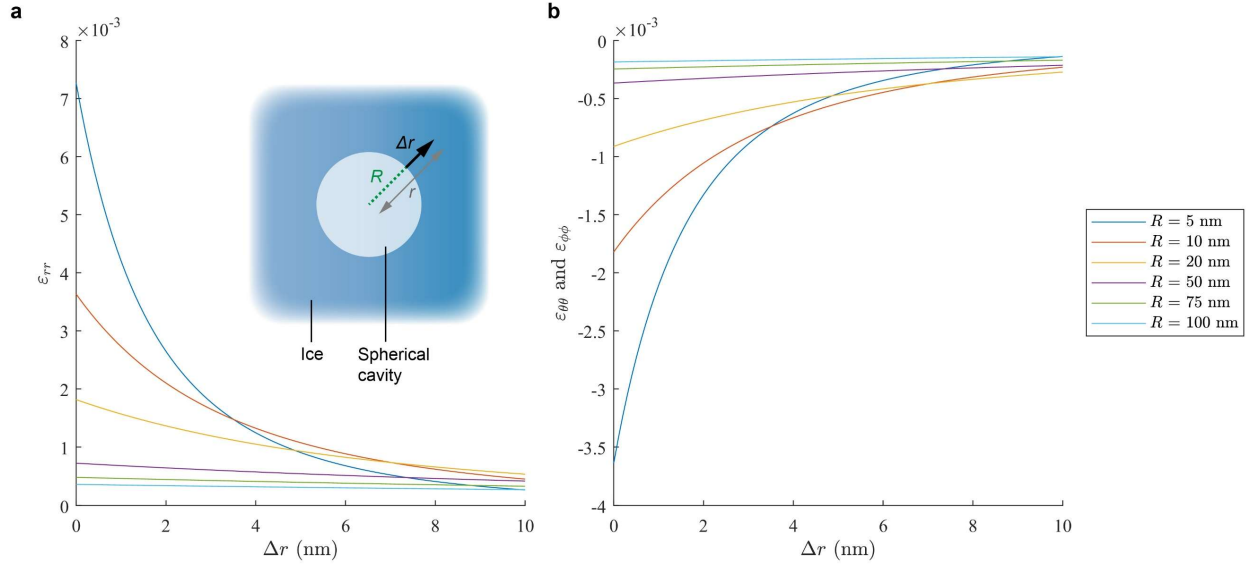 a
×10⁻³
8
7
6
5
4
3
2
1
0
ε_rr
0 2 4 6 8 10
Δr (nm)
Δr
R
r
Ice
Spherical
cavity
b
×10⁻³
0
-0.5
-1
-1.5
-2
-2.5
-3
-3.5
-4
ε_θθ and ε_ϕϕ
0 2 4 6 8 10
Δr (nm)
R = 5 nm
R = 10 nm
R = 20 nm
R = 50 nm
R = 75 nm
R = 100 nm